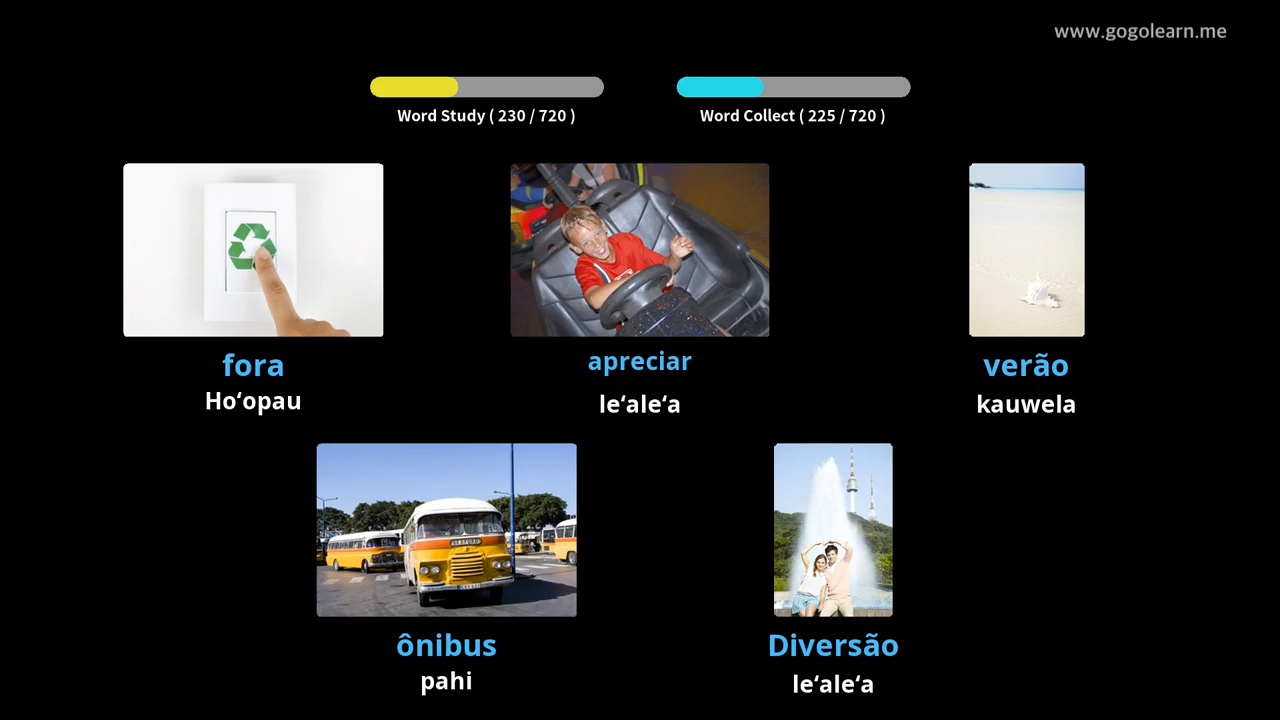 www.gogolearn.me
Word Study ( 230 / 720 )
Word Collect ( 225 / 720 )
fora
Hoʻopau
apreciar
leʻaleʻa
verão
kauwela
ônibus
pahi
Diversão
leʻaleʻa